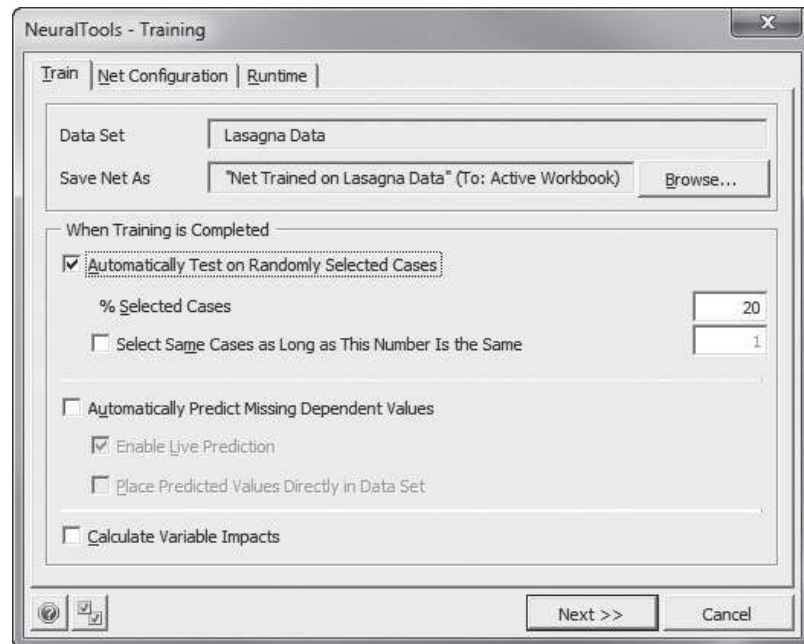 NeuralTools - Training
Train Net Configuration Runtime
Data Set Lasagna Data
Save Net As "Net Trained on Lasagna Data" (To: Active Workbook) Browse...
When Training is Completed
Automatically Test on Randomly Selected Cases
% Selected Cases 20
Select Same Cases as Long as This Number Is the Same 1
Automatically Predict Missing Dependent Values
Enable Live Prediction
Place Predicted Values Directly in Data Set
Calculate Variable Impacts
Next >> Cancel